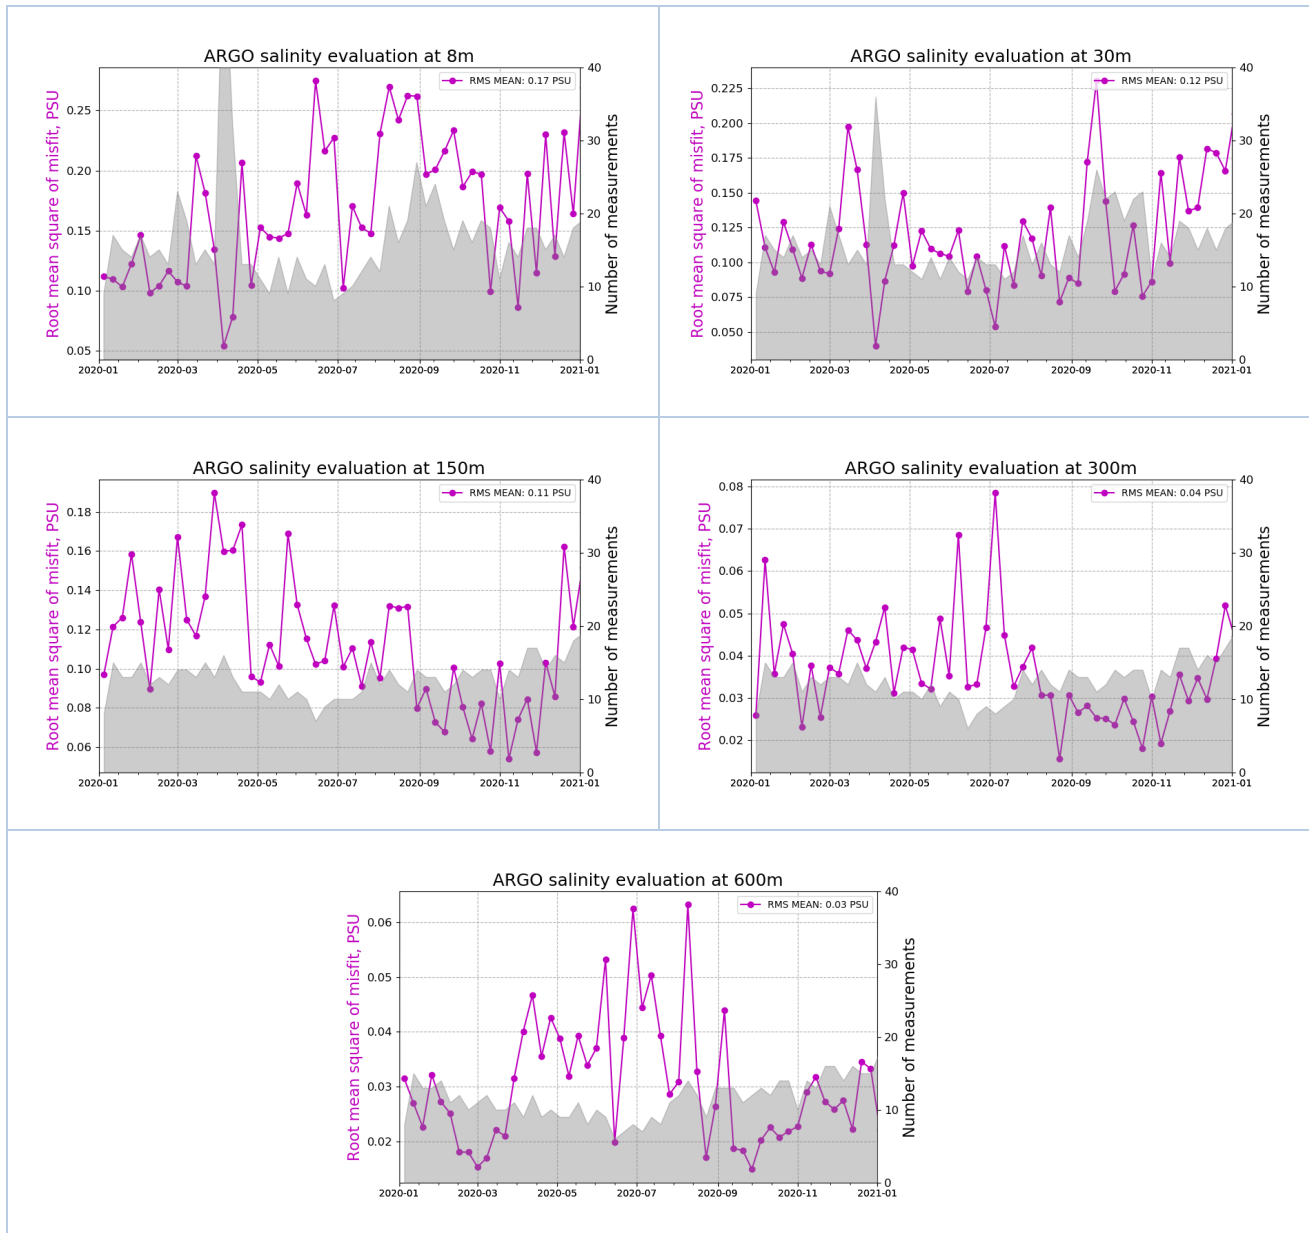 ARGO salinity evaluation at 8m
Root mean square of misfit, PSU
0.25
0.20
0.15
0.10
0.05
RMS MEAN: 0.17 PSU
40
30
20
10
0
Number of measurements
2020-01 2020-03 2020-05 2020-07 2020-09 2020-11 2021-01
ARGO salinity evaluation at 30m
Root mean square of misfit, PSU
0.225
0.200
0.175
0.150
0.125
0.100
0.075
0.050
RMS MEAN: 0.12 PSU
40
30
20
10
0
Number of measurements
2020-01 2020-03 2020-05 2020-07 2020-09 2020-11 2021-01
ARGO salinity evaluation at 150m
Root mean square of misfit, PSU
0.18
0.16
0.14
0.12
0.10
0.08
0.06
RMS MEAN: 0.11 PSU
40
30
20
10
0
Number of measurements
2020-01 2020-03 2020-05 2020-07 2020-09 2020-11 2021-01
ARGO salinity evaluation at 300m
Root mean square of misfit, PSU
0.08
0.07
0.06
0.05
0.04
0.03
0.02
RMS MEAN: 0.04 PSU
40
30
20
10
0
Number of measurements
2020-01 2020-03 2020-05 2020-07 2020-09 2020-11 2021-01
ARGO salinity evaluation at 600m
Root mean square of misfit, PSU
0.06
0.05
0.04
0.03
0.02
RMS MEAN: 0.03 PSU
40
30
20
10
0
Number of measurements
2020-01 2020-03 2020-05 2020-07 2020-09 2020-11 2021-01